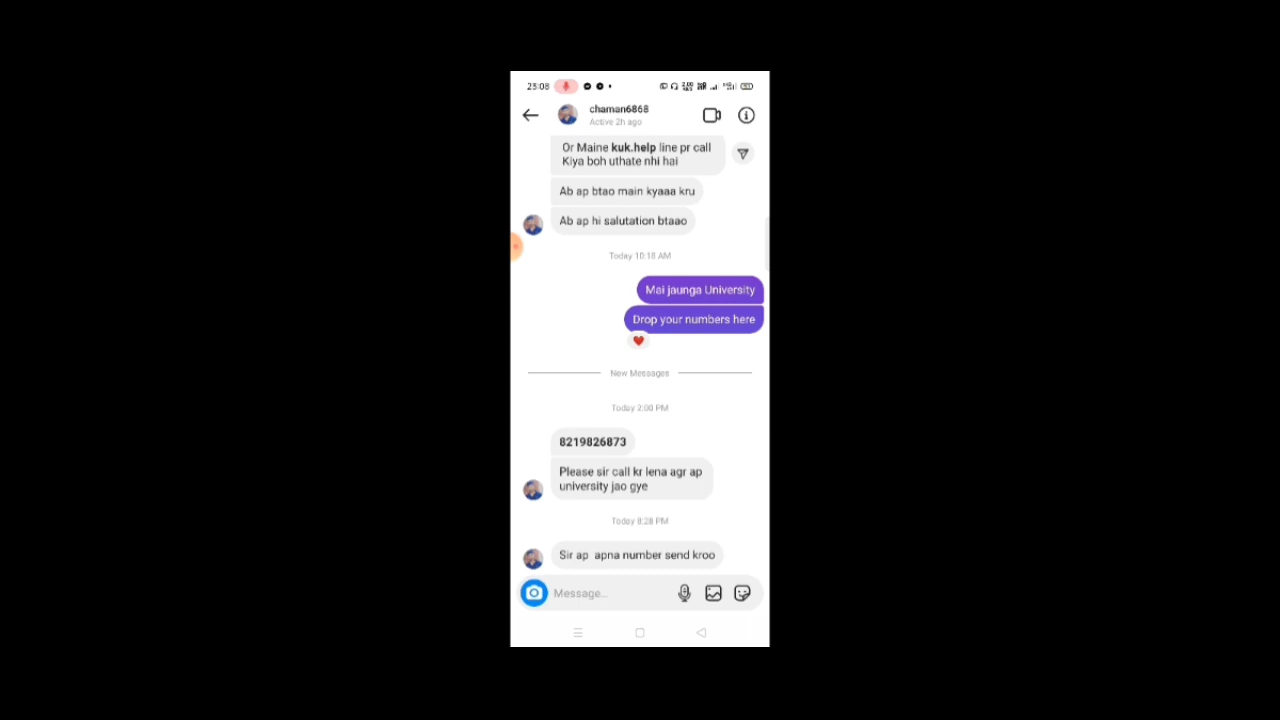 23:08
chaman6868
Active 2h ago
Or Maine kuk.help line pr call
Kiya boh uthate nhi hai
Ab ap btao main kyaaa kru
Ab ap hi salutation btaao
Today 10:18 AM
Mai jaunga University
Drop your numbers here
New Messages
Today 2:00 PM
8219826873
Please sir call kr lena agr ap
university jao gye
Today 8:28 PM
Sir ap apna number send kroo
Message...